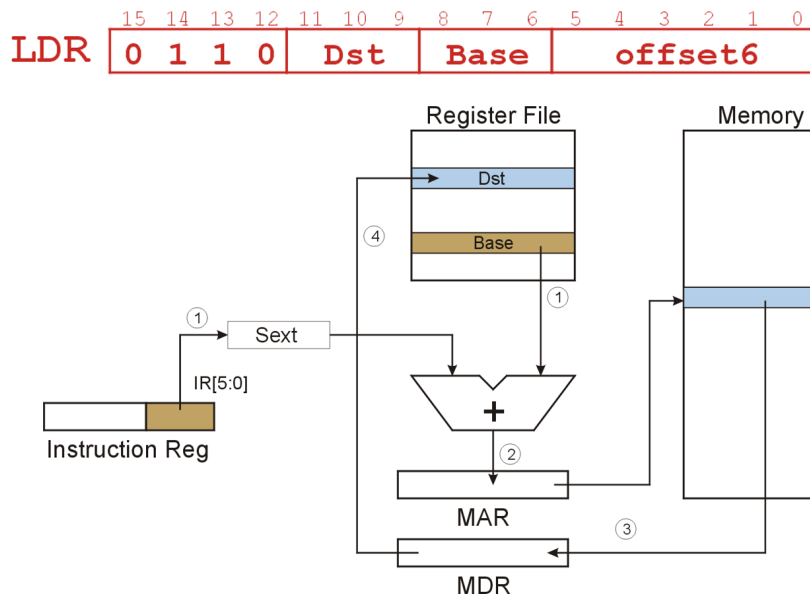 15 14 13 12 11 10 9 8 7 6 5 4 3 2 1 0
LDR 0 1 1 0 Dst Base offset6
Register File Memory
Dst
4
Base
1
1 Sext
IR[5:0]
+
Instruction Reg
2
MAR
3
MDR